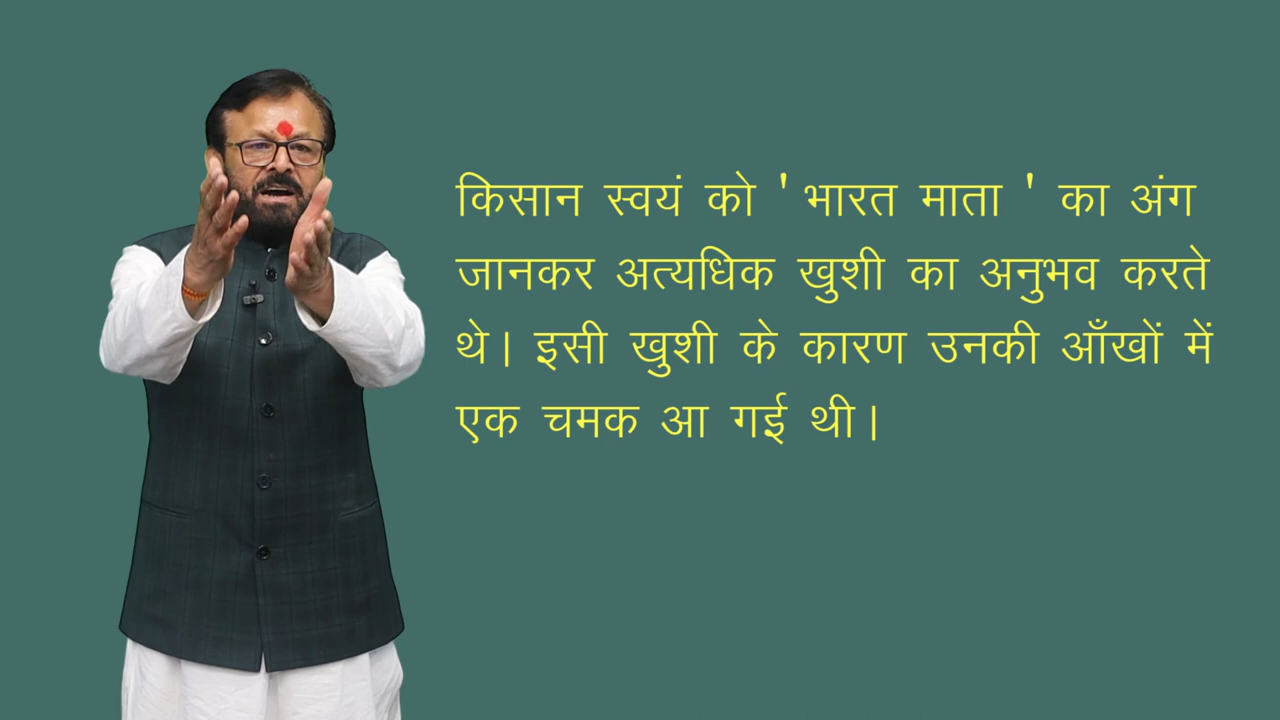 किसान स्वयं को ' भारत माता ' का अंग
जानकर अत्यधिक खुशी का अनुभव करते
थे। इसी खुशी के कारण उनकी आँखों में
एक चमक आ गई थी।